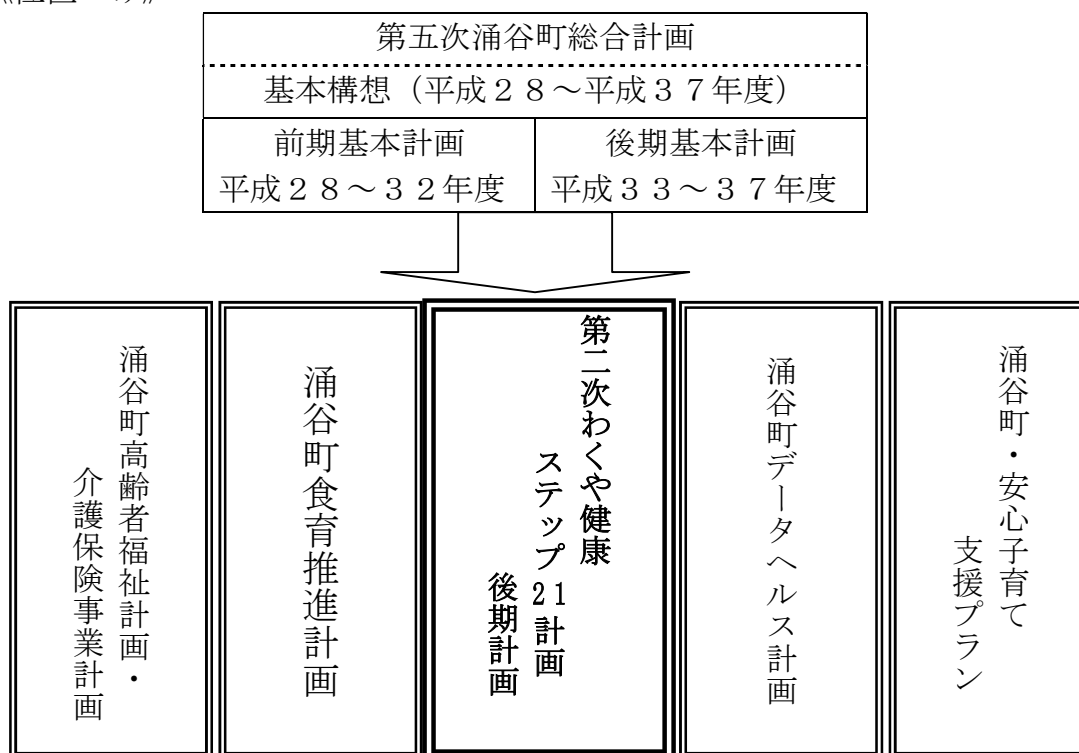 第五次涌谷町総合計画
基本構想(平成28~平成37年度)
前期基本計画
平成28~32年度
後期基本計画
平成33~37年度
涌谷町高齢者福祉計画・
介護保険事業計画
涌谷町食育推進計画
第二次わくや健康
ステップ21計画
後期計画
涌谷町データヘルス計画
涌谷町・安心子育て
支援プラン